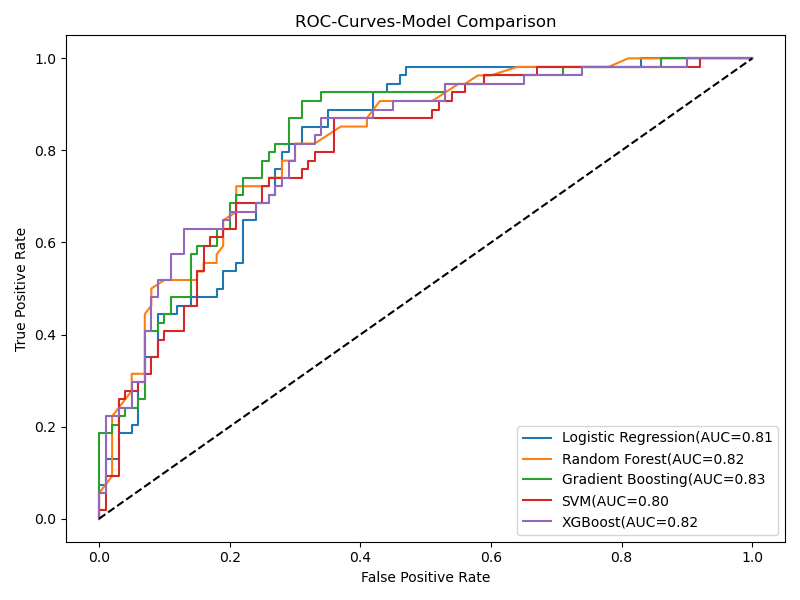 ROC-Curves-Model Comparison
1.0
0.8
0.6
0.4
0.2
0.0
True Positive Rate
0.0 0.2 0.4 0.6 0.8 1.0
False Positive Rate
Logistic Regression(AUC=0.81
Random Forest(AUC=0.82
Gradient Boosting(AUC=0.83
SVM(AUC=0.80
XGBoost(AUC=0.82